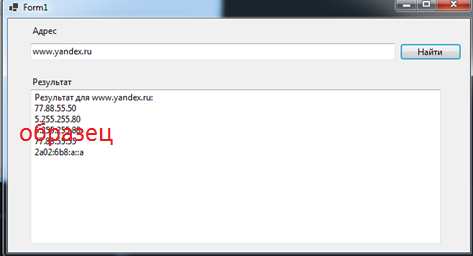 Form1
Адрес
www.yandex.ru
Найти
Результат
Результат для www.yandex.ru:
77.88.55.50
5.255.255.80
образец
2a02:6b8:a::a